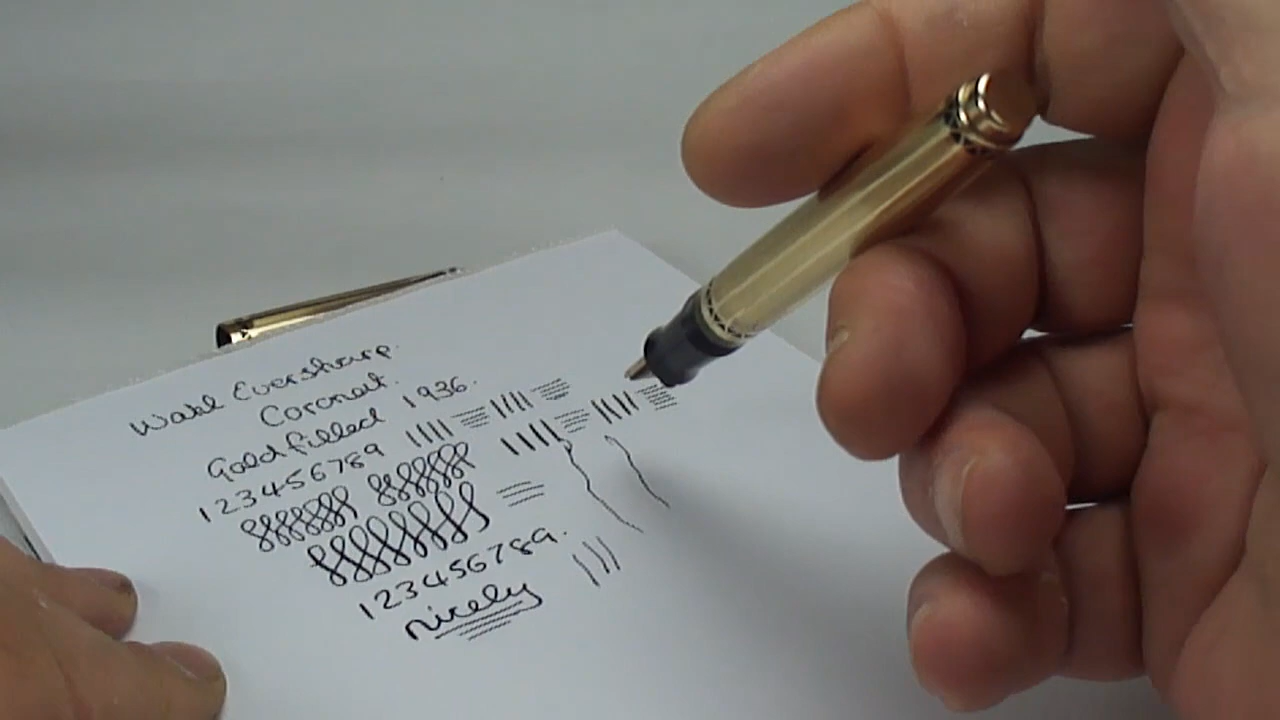 Wahl Eversharp.
Coronet.
Gold filled 1936.
123456789
123456789.
nicely